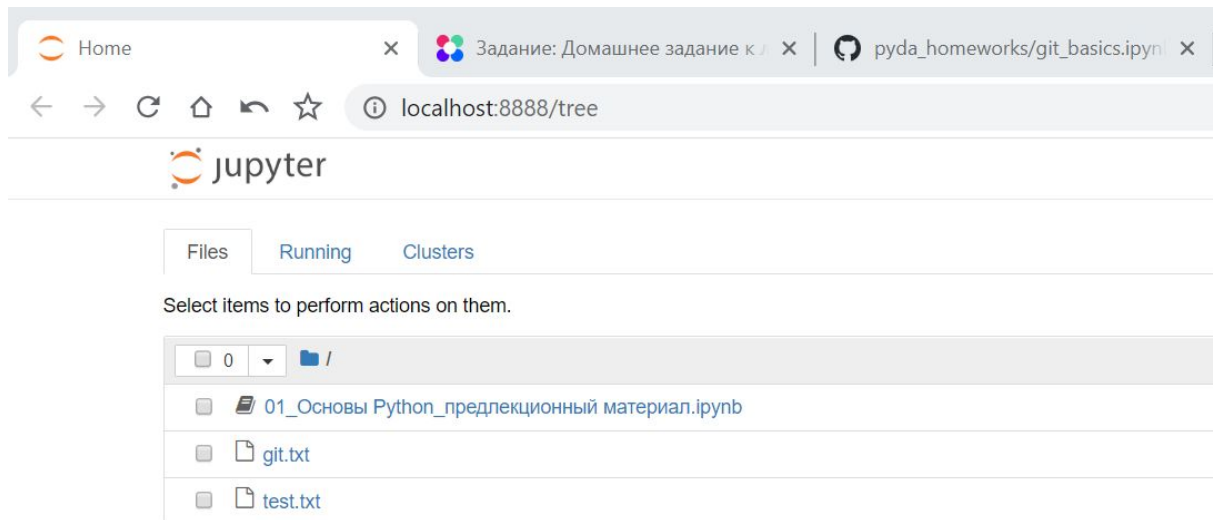 Home
Задание: Домашнее задание к л
pyda_homeworks/git_basics.ipyn
localhost:8888/tree
jupyter
Files Running Clusters
Select items to perform actions on them.
0 /
01_Основы Python_предлекционный материал.ipynb
git.txt
test.txt